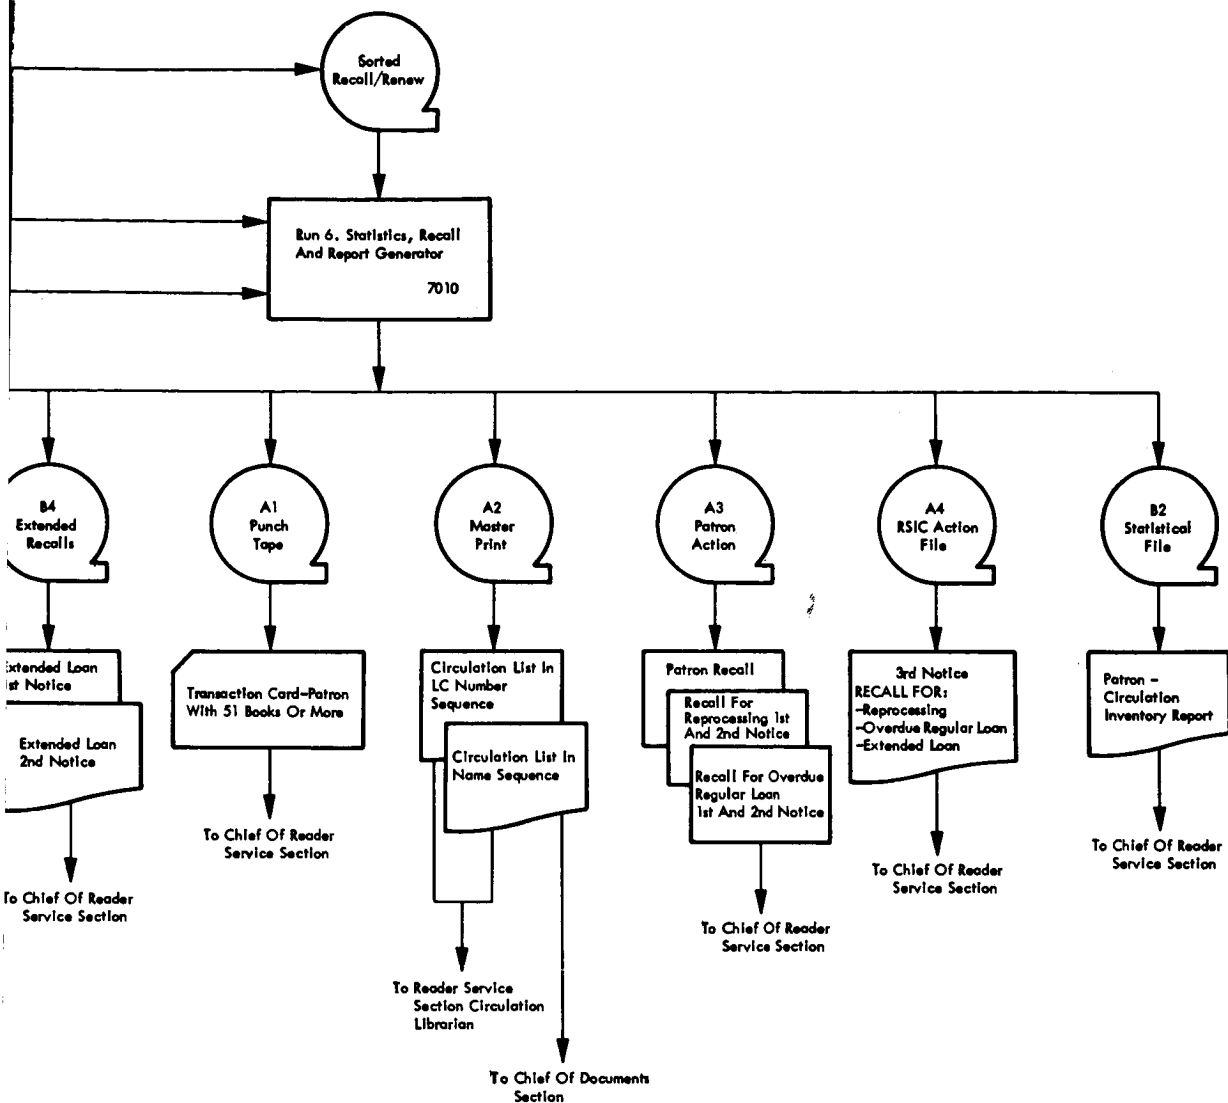 Sorted
Recall/Renew
Run 6. Statistics, Recall
And Report Generator
7010
B4
Extended
Recalls
A1
Punch
Tape
A2
Master
Print
A3
Patron
Action
A4
RSIC Action
File
B2
Statistical
File
Extended Loan
1st Notice
Extended Loan
2nd Notice
To Chief Of Reader
Service Section
Transaction Card-Patron
With 51 Books Or More
To Chief Of Reader
Service Section
Circulation List In
LC Number
Sequence
Circulation List In
Name Sequence
To Reader Service
Section Circulation
Librarian
To Chief Of Documents
Section
Patron Recall
Recall For
Reprocessing 1st
And 2nd Notice
Recall For Overdue
Regular Loan
1st And 2nd Notice
To Chief Of Reader
Service Section
3rd Notice
RECALL FOR:
-Reprocessing
-Overdue Regular Loan
-Extended Loan
To Chief Of Reader
Service Section
Patron -
Circulation
Inventory Report
To Chief Of Reader
Service Section